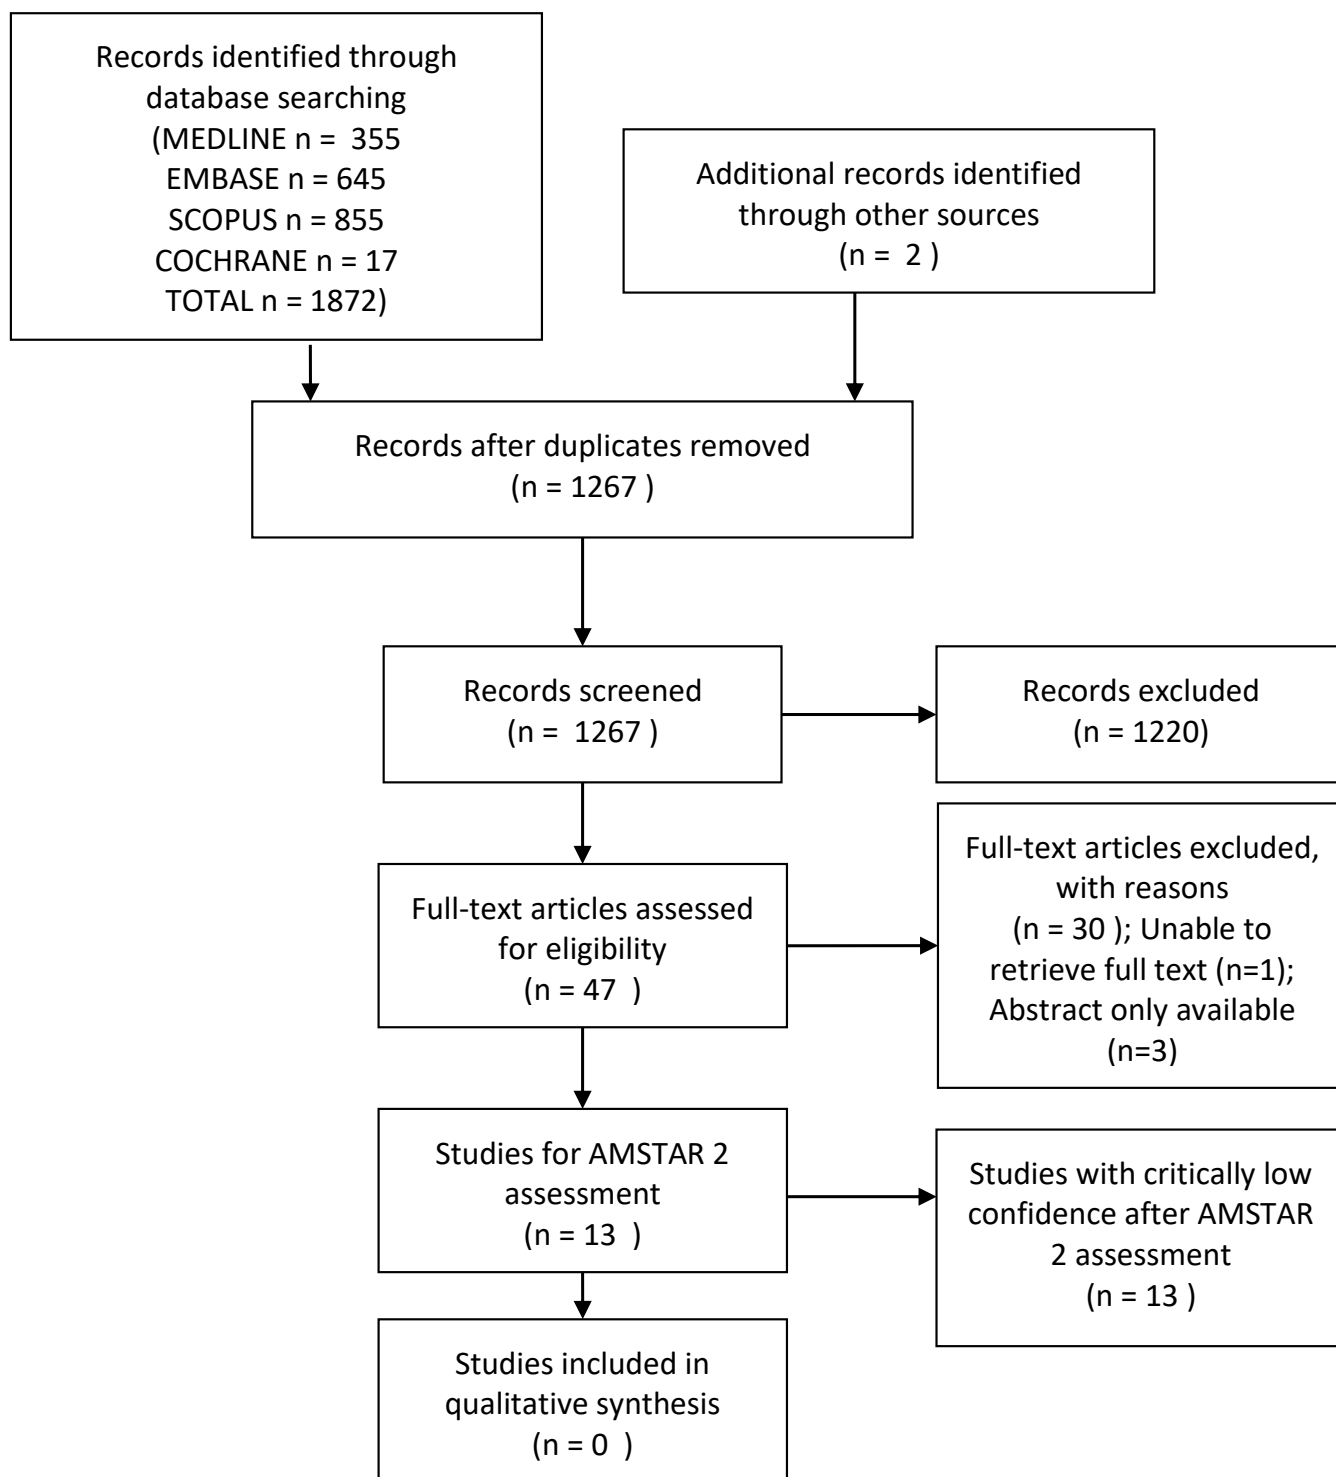 Records identified through
database searching
(MEDLINE n =  355
EMBASE n = 645
SCOPUS n = 855
COCHRANE n = 17
TOTAL n = 1872)
Additional records identified
through other sources
(n =  2 )
Records after duplicates removed
(n = 1267 )
Records screened
(n =  1267 )
Records excluded
(n = 1220)
Full-text articles assessed
for eligibility
(n = 47  )
Full-text articles excluded,
with reasons
(n = 30 ); Unable to
retrieve full text (n=1);
Abstract only available
(n=3)
Studies for AMSTAR 2
assessment
(n = 13  )
Studies with critically low
confidence after AMSTAR
2 assessment
(n = 13 )
Studies included in
qualitative synthesis
(n = 0  )